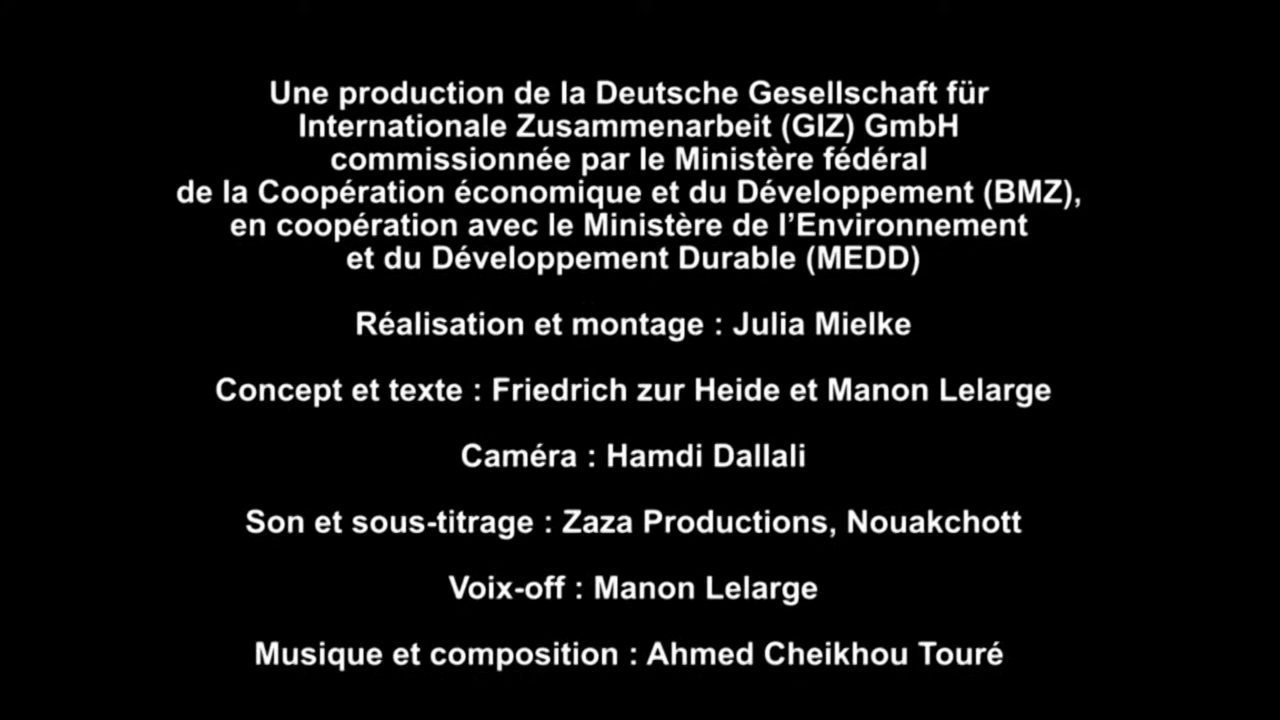 Une production de la Deutsche Gesellschaft für
Internationale Zusammenarbeit (GIZ) GmbH
commissionnée par le Ministère fédéral
de la Coopération économique et du Développement (BMZ),
en coopération avec le Ministère de l’Environnement
et du Développement Durable (MEDD)
Réalisation et montage : Julia Mielke
Concept et texte : Friedrich zur Heide et Manon Lelarge
Caméra : Hamdi Dallali
Son et sous-titrage : Zaza Productions, Nouakchott
Voix-off : Manon Lelarge
Musique et composition : Ahmed Cheikhou Touré